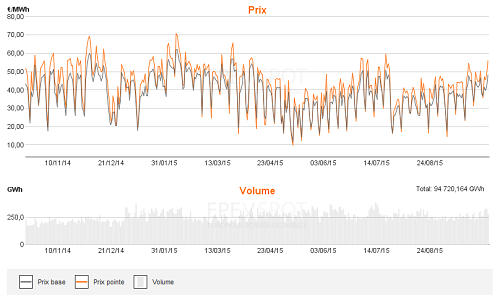 €/MWh
Prix
80,00
70,00
60,00
50,00
40,00
30,00
20,00
10,00
10/11/14 21/12/14 31/01/15 13/03/15 23/04/15 03/06/15 14/07/15 24/08/15
GWh
Volume
Total: 94 720,164 GWh
250,0
0,0
10/11/14 21/12/14 31/01/15 13/03/15 23/04/15 03/06/15 14/07/15 24/08/15
Prix base Prix pointe Volume